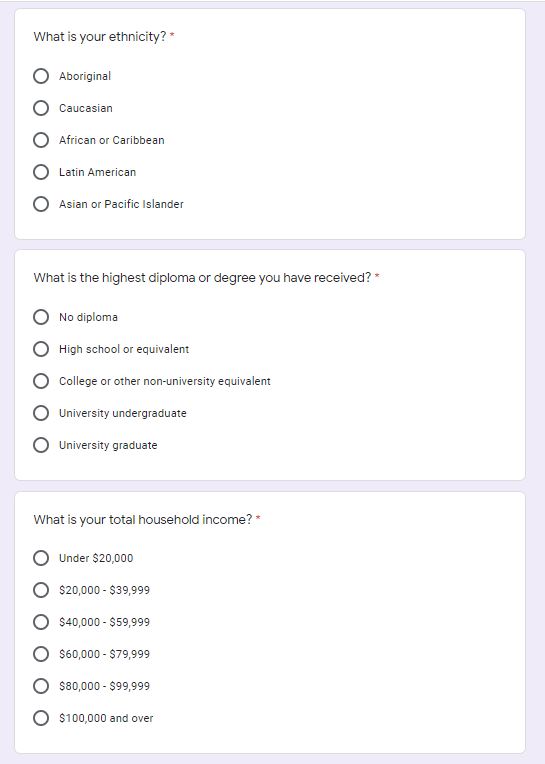 What is your ethnicity? *
Aboriginal
Caucasian
African or Caribbean
Latin American
Asian or Pacific Islander
What is the highest diploma or degree you have received? *
No diploma
High school or equivalent
College or other non-university equivalent
University undergraduate
University graduate
What is your total household income? *
Under $20,000
$20,000 - $39,999
$40,000 - $59,999
$60,000 - $79,999
$80,000 - $99,999
$100,000 and over